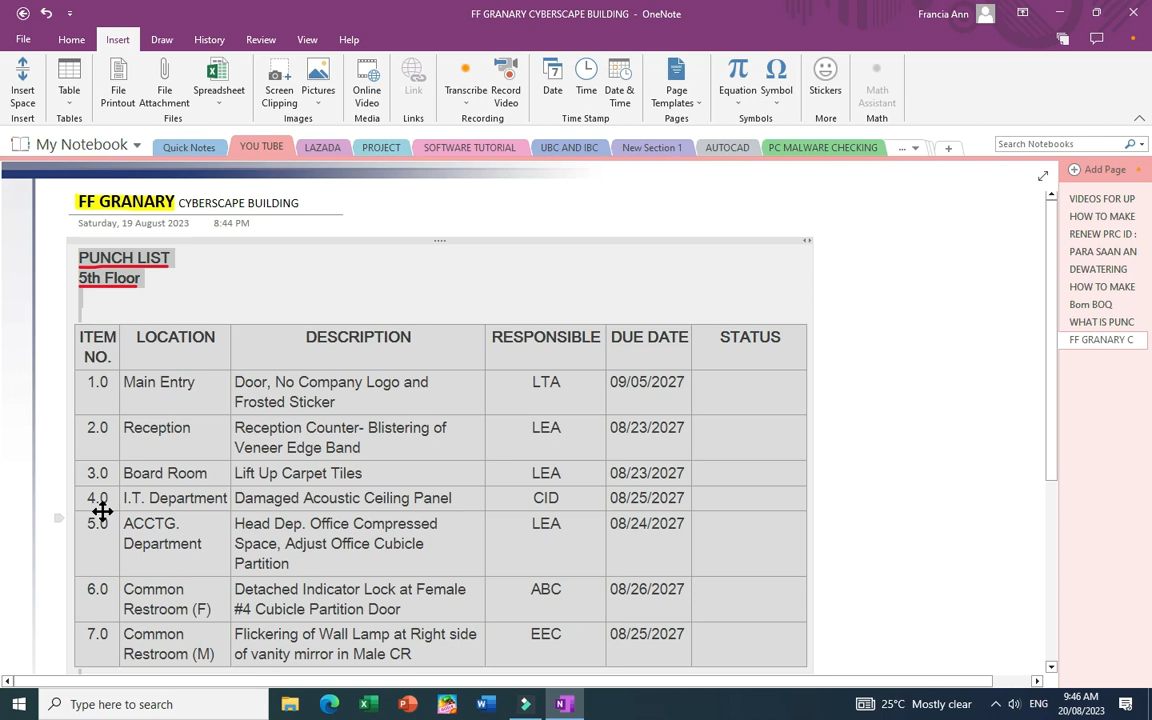 FF GRANARY CYBERSCAPE BUILDING - OneNote
Francia Ann
File Home Insert Draw History Review View Help
Insert Space Table File Printout File Attachment Spreadsheet Screen Clipping Pictures Online Video Link Transcribe Record Video Date Time Date & Time Page Templates Equation Symbol Stickers Math Assistant
Insert Tables Files Images Media Links Recording Time Stamp Pages Symbols More Math
My Notebook Quick Notes YOU TUBE LAZADA PROJECT SOFTWARE TUTORIAL UBC AND IBC New Section 1 AUTOCAD PC MALWARE CHECKING ... + Search Notebooks
Add Page
VIDEOS FOR UP
HOW TO MAKE
RENEW PRC ID :
PARA SAAN AN
DEWATERING
HOW TO MAKE
Bom BOQ
WHAT IS PUNC
FF GRANARY C
FF GRANARY CYBERSCAPE BUILDING
Saturday, 19 August 2023 8:44 PM
PUNCH LIST
5th Floor
ITEM NO. LOCATION DESCRIPTION RESPONSIBLE DUE DATE STATUS
1.0 Main Entry Door, No Company Logo and LTA 09/05/2027
Frosted Sticker
2.0 Reception Reception Counter- Blistering of LEA 08/23/2027
Veneer Edge Band
3.0 Board Room Lift Up Carpet Tiles LEA 08/23/2027
4.0 I.T. Department Damaged Acoustic Ceiling Panel CID 08/25/2027
5.0 ACCTG. Head Dep. Office Compressed LEA 08/24/2027
Department Space, Adjust Office Cubicle
Partition
6.0 Common Detached Indicator Lock at Female ABC 08/26/2027
Restroom (F) #4 Cubicle Partition Door
7.0 Common Flickering of Wall Lamp at Right side EEC 08/25/2027
Restroom (M) of vanity mirror in Male CR
Type here to search
25°C Mostly clear
ENG
9:46 AM
20/08/2023